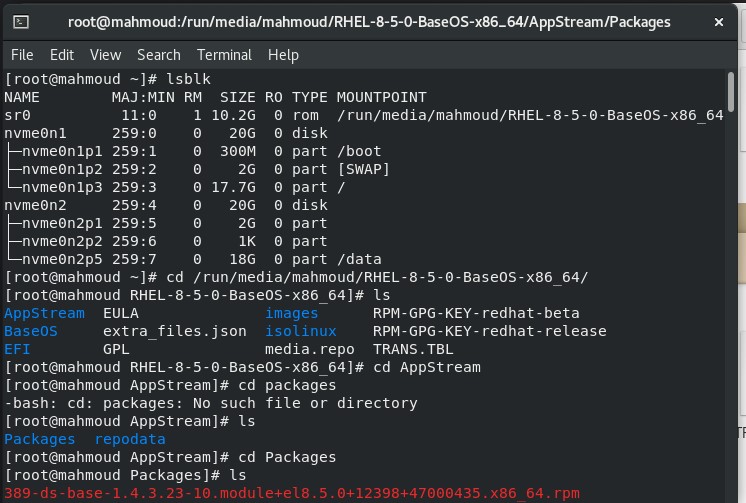 root@mahmoud:/run/media/mahmoud/RHEL-8-5-0-BaseOS-x86_64/AppStream/Packages ×
File Edit View Search Terminal Help
[root@mahmoud ~]# lsblk
NAME        MAJ:MIN RM  SIZE RO TYPE MOUNTPOINT
sr0          11:0    1 10.2G  0 rom  /run/media/mahmoud/RHEL-8-5-0-BaseOS-x86_64
nvme0n1     259:0    0   20G  0 disk
├─nvme0n1p1 259:1    0  300M  0 part /boot
├─nvme0n1p2 259:2    0    2G  0 part [SWAP]
└─nvme0n1p3 259:3    0 17.7G  0 part /
nvme0n2     259:4    0   20G  0 disk
├─nvme0n2p1 259:5    0    2G  0 part
├─nvme0n2p2 259:6    0    1K  0 part
└─nvme0n2p5 259:7    0   18G  0 part /data
[root@mahmoud ~]# cd /run/media/mahmoud/RHEL-8-5-0-BaseOS-x86_64/
[root@mahmoud RHEL-8-5-0-BaseOS-x86_64]# ls
AppStream  EULA              images      RPM-GPG-KEY-redhat-beta
BaseOS     extra_files.json  isolinux    RPM-GPG-KEY-redhat-release
EFI        GPL               media.repo  TRANS.TBL
[root@mahmoud RHEL-8-5-0-BaseOS-x86_64]# cd AppStream
[root@mahmoud AppStream]# cd packages
-bash: cd: packages: No such file or directory
[root@mahmoud AppStream]# ls
Packages  repodata
[root@mahmoud AppStream]# cd Packages
[root@mahmoud Packages]# ls
389-ds-base-1.4.3.23-10.module+el8.5.0+12398+47000435.x86_64.rpm